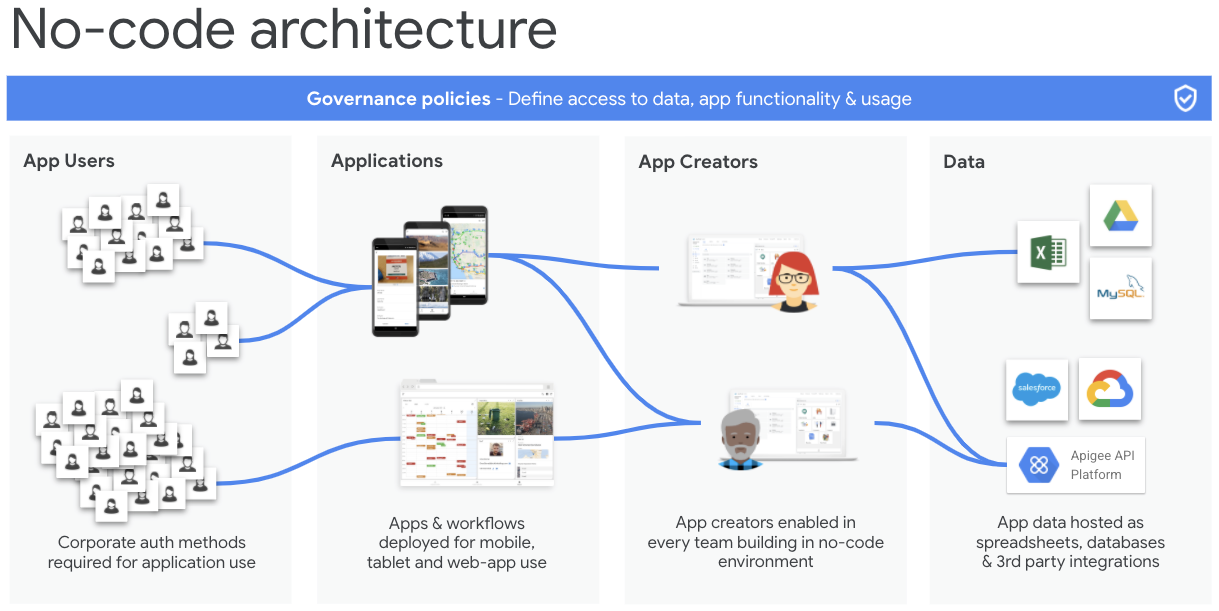 No-code architecture
Governance policies - Define access to data, app functionality & usage
App Users
Corporate auth methods
required for application use
Applications
Apps & workflows
deployed for mobile,
tablet and web-app use
App Creators
App creators enabled in
every team building in no-code
environment
Data
X
MySQL
salesforce
Apigee API
Platform
App data hosted as
spreadsheets, databases
& 3rd party integrations